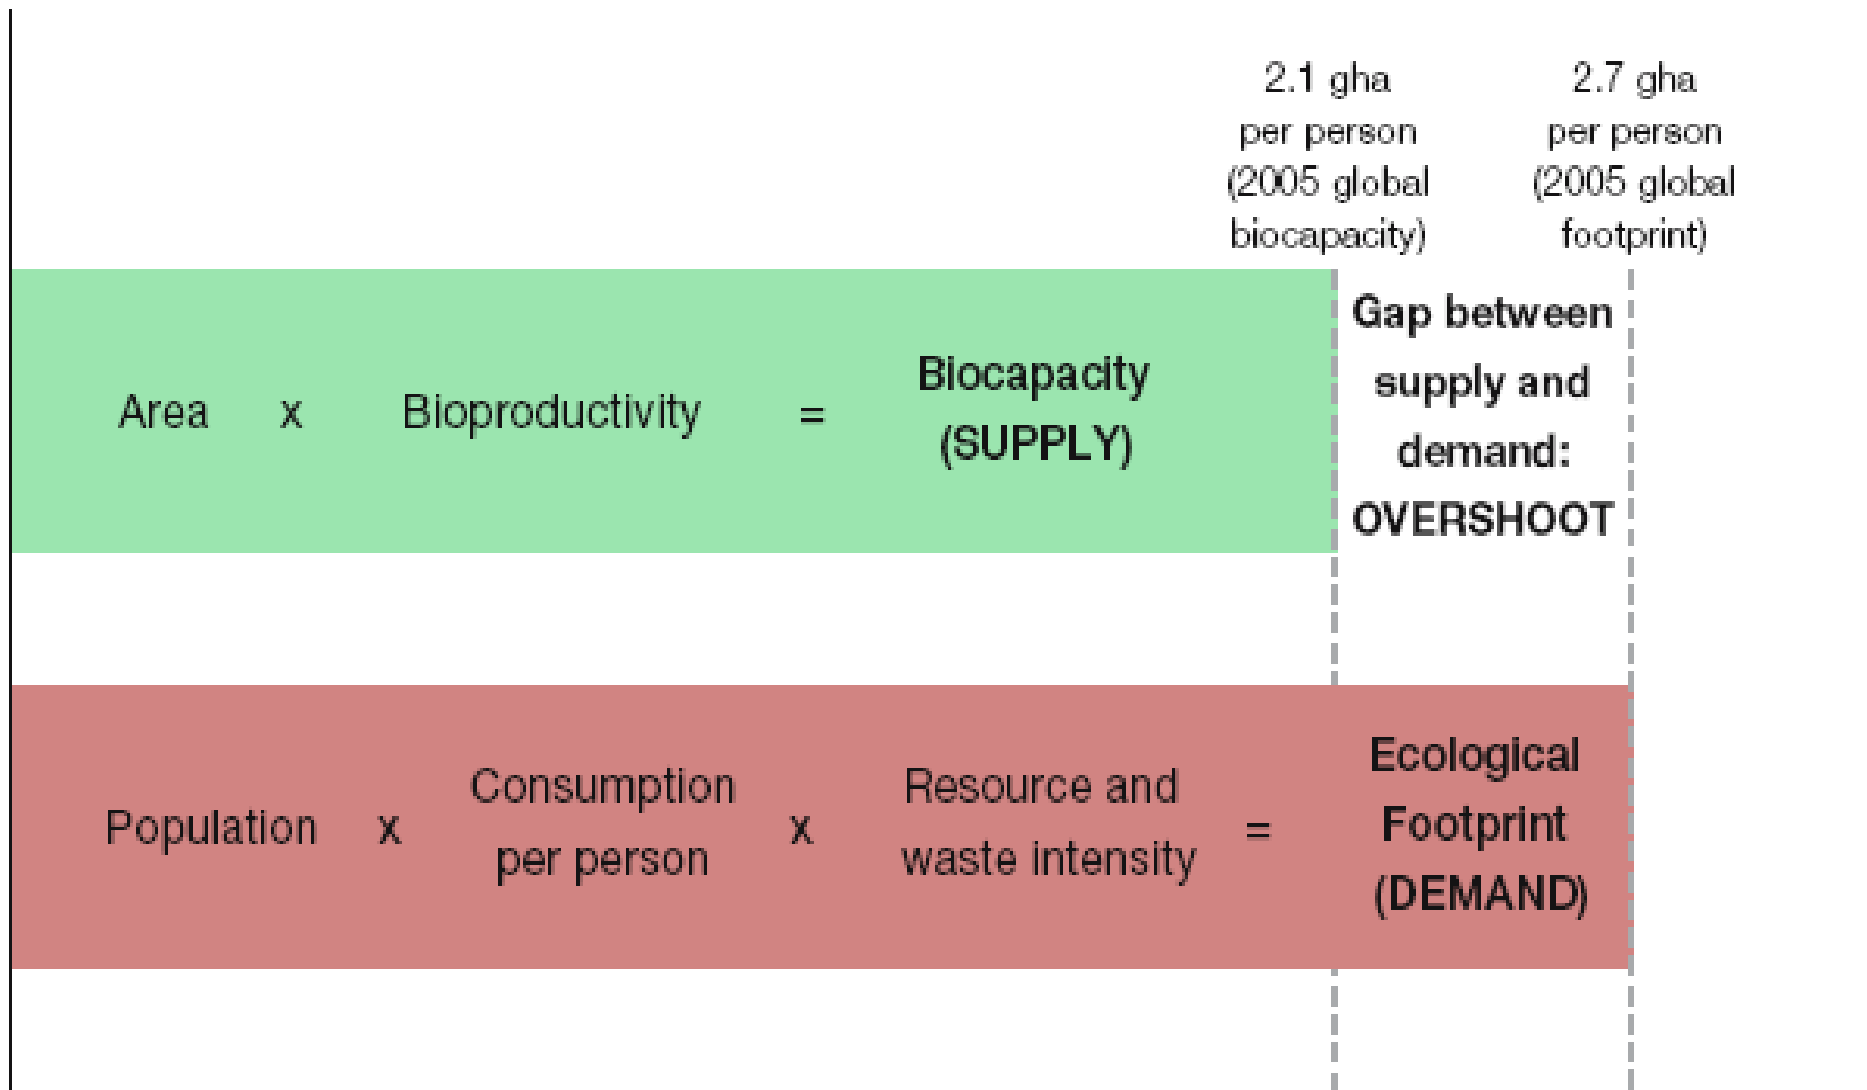 2.1 gha
per person
(2005 global
biocapacity)
2.7 gha
per person
(2005 global
footprint)
Area x Bioproductivity =
Biocapacity
(SUPPLY)
Gap between
supply and
demand:
OVERSHOOT
Population x
Consumption
per person
x
Resource and
waste intensity
=
Ecological
Footprint
(DEMAND)